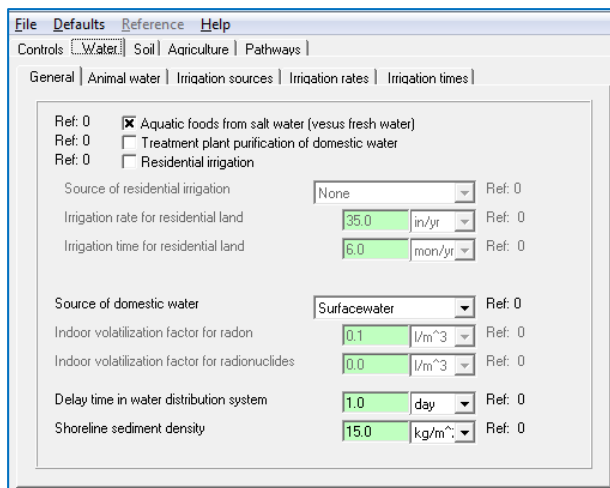 File Defaults Reference Help
Controls Water Soil Agriculture Pathways
General Animal water Irrigation sources Irrigation rates Irrigation times
Ref: 0 Aquatic foods from salt water (vesus fresh water)
Ref: 0 Treatment plant purification of domestic water
Ref: 0 Residential irrigation
Source of residential irrigation None Ref: 0
Irrigation rate for residential land 35.0 in/yr Ref: 0
Irrigation time for residential land 6.0 mon/yr Ref: 0
Source of domestic water Surfacewater Ref: 0
Indoor volatilization factor for radon 0.1 l/m^3 Ref: 0
Indoor volatilization factor for radionuclides 0.0 l/m^3 Ref: 0
Delay time in water distribution system 1.0 day Ref: 0
Shoreline sediment density 15.0 kg/m^ Ref: 0